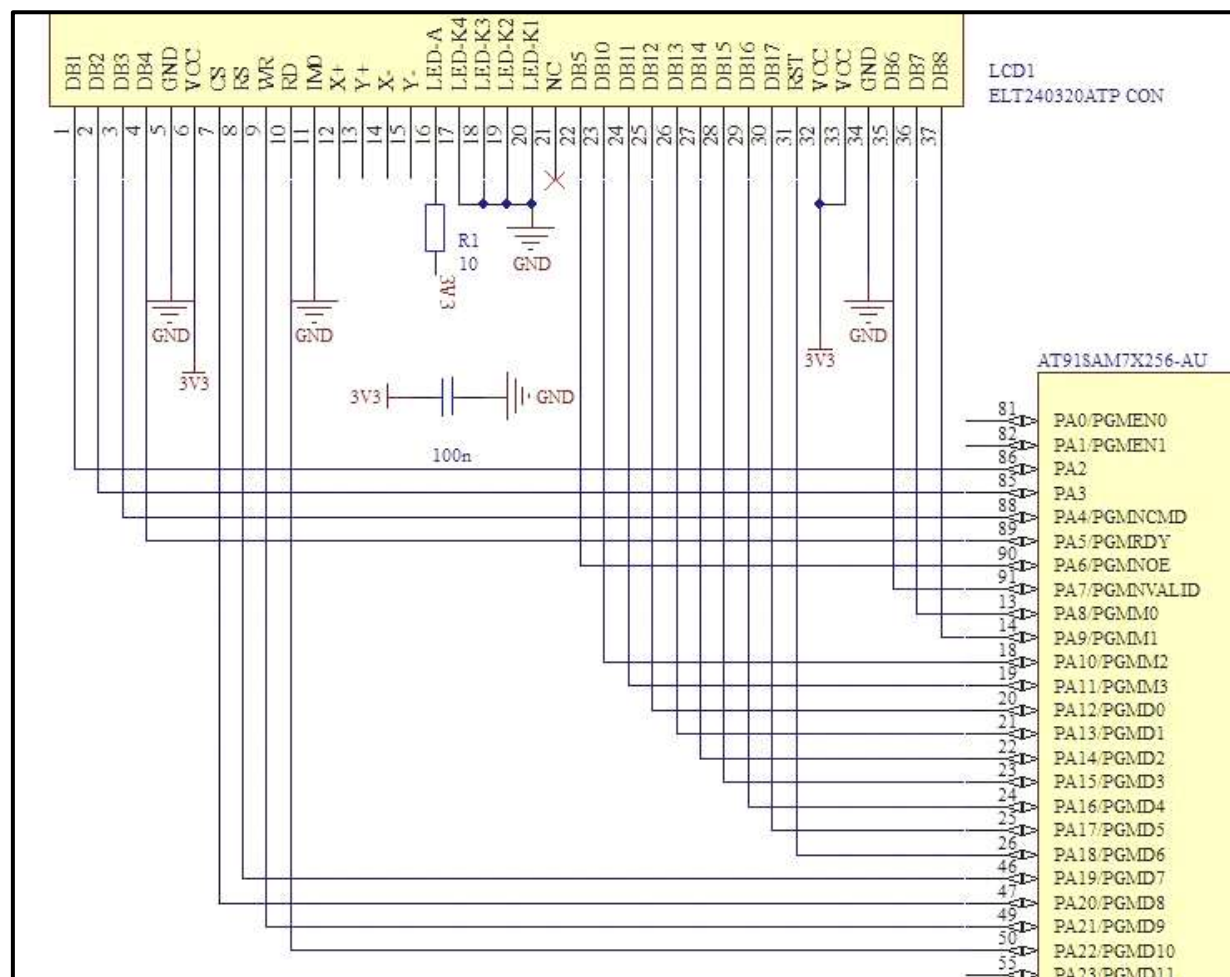 DB1 DB2 DB3 DB4 GND VCC CS RS WR RD IM0 X+ Y+ X- Y- LED-A LED-K4 LED-K3 LED-K2 LED-K1 NC DB5 DB10 DB11 DB12 DB13 DB14 DB15 DB16 DB17 RST VCC VCC GND DB6 DB7 DB8
LCD1
ELT240320ATP CON
1 2 3 4 5 6 7 8 9 10 11 12 13 14 15 16 17 18 19 20 21 22 23 24 25 26 27 28 29 30 31 32 33 34 35 36 37
R1
10
3V3
GND
GND
GND
GND
3V3
3V3
3V3
GND
100n
AT918AM7X256-AU
81 PA0/PGMEN0
82 PA1/PGMEN1
86 PA2
85 PA3
88 PA4/PGMNCMD
89 PA5/PGMRDY
90 PA6/PGMNOE
91 PA7/PGMNVALID
13 PA8/PGMM0
14 PA9/PGMM1
18 PA10/PGMM2
19 PA11/PGMM3
20 PA12/PGMD0
21 PA13/PGMD1
22 PA14/PGMD2
23 PA15/PGMD3
24 PA16/PGMD4
25 PA17/PGMD5
26 PA18/PGMD6
46 PA19/PGMD7
47 PA20/PGMD8
49 PA21/PGMD9
50 PA22/PGMD10
55 PA23/PGMD11